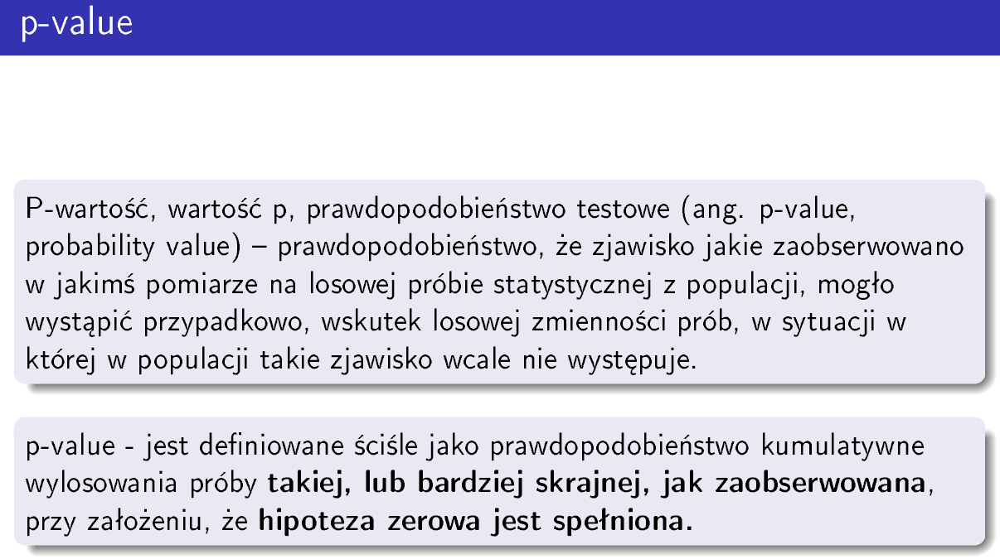 p-value
P-wartość, wartość p, prawdopodobieństwo testowe (ang. p-value,
probability value) – prawdopodobieństwo, że zjawisko jakie zaobserwowano
w jakimś pomiarze na losowej próbie statystycznej z populacji, mogło
wystąpić przypadkowo, wskutek losowej zmienności prób, w sytuacji w
której w populacji takie zjawisko wcale nie występuje.
p-value - jest definiowane ściśle jako prawdopodobieństwo kumulatywne
wylosowania próby takiej, lub bardziej skrajnej, jak zaobserwowana,
przy założeniu, że hipoteza zerowa jest spełniona.